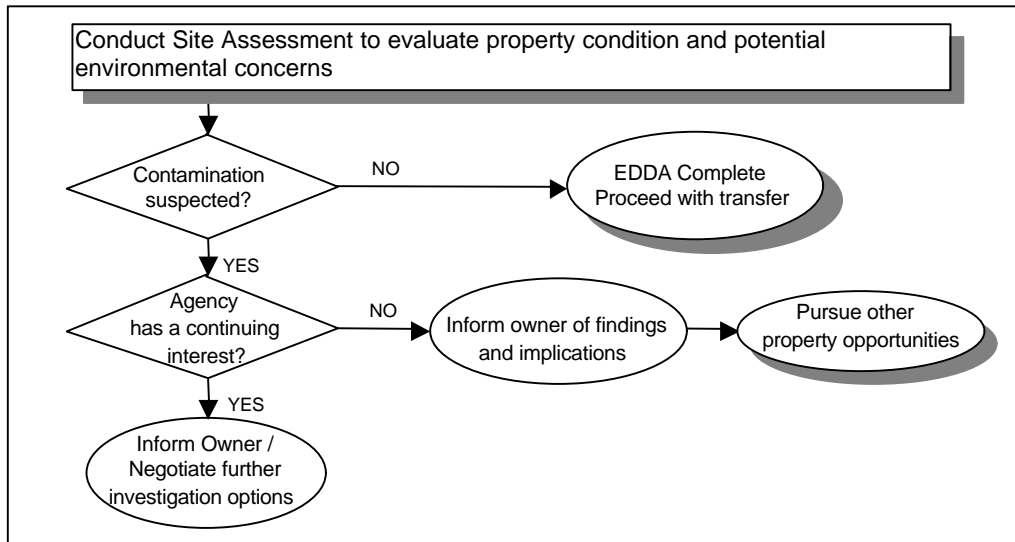 Conduct Site Assessment to evaluate property condition and potential
environmental concerns
Contamination
suspected?
NO
EDDA Complete
Proceed with transfer
YES
Agency
has a continuing
interest?
NO
Inform owner of findings
and implications
Pursue other
property opportunities
YES
Inform Owner /
Negotiate further
investigation options